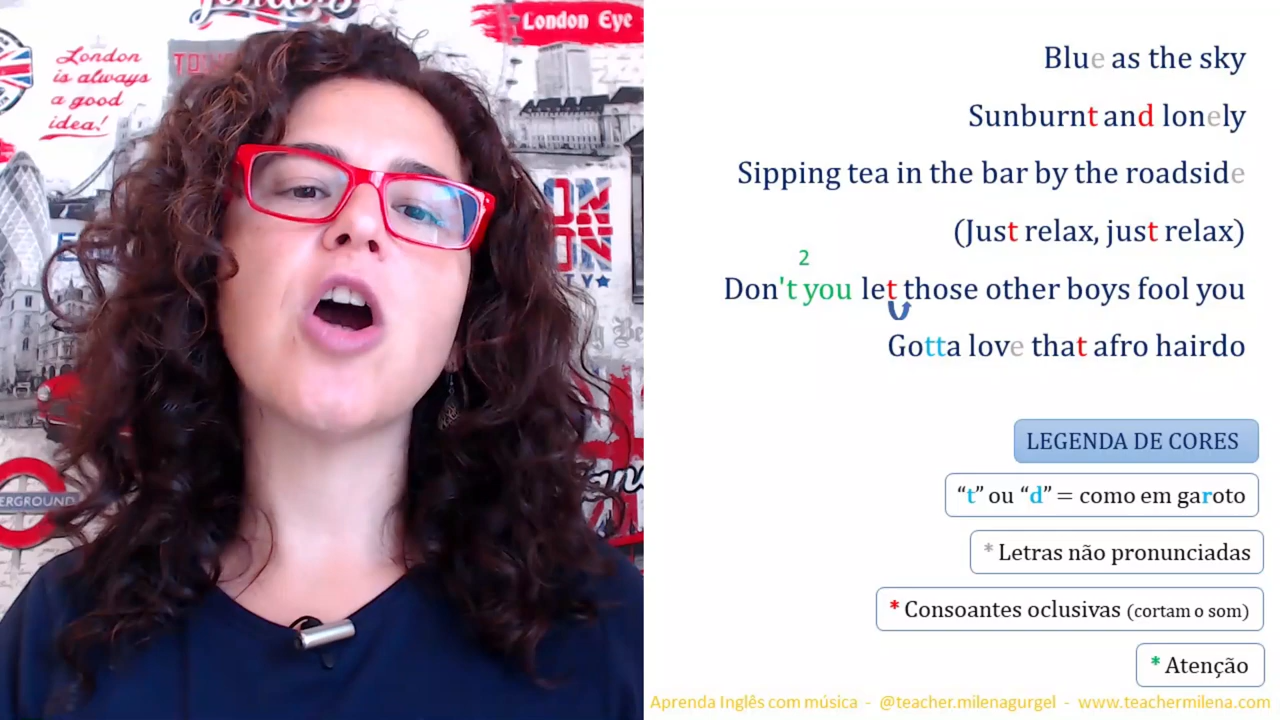 London Eye
London
is always
a good
idea!
ERGROUND
Blue as the sky
Sunburnt and lonely
Sipping tea in the bar by the roadside
(Just relax, just relax)
2
Don't you let those other boys fool you
Gotta love that afro hairdo
LEGENDA DE CORES
“t” ou “d” = como em garoto
* Letras não pronunciadas
* Consoantes oclusivas (cortam o som)
* Atenção
Aprenda Inglês com música - @teacher.milenagurgel - www.teachermilena.com